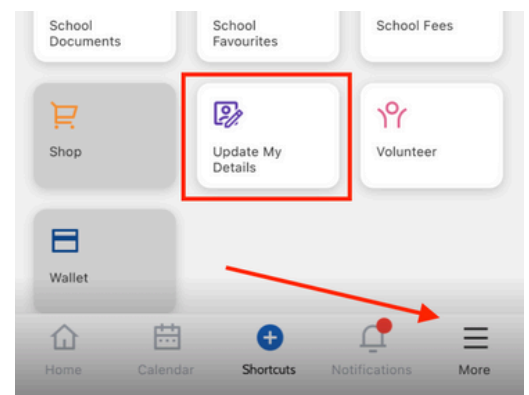 School
Documents
School
Favourites
School Fees
Shop
Update My
Details
Volunteer
Wallet
Home
Calendar
Shortcuts
Notifications
More